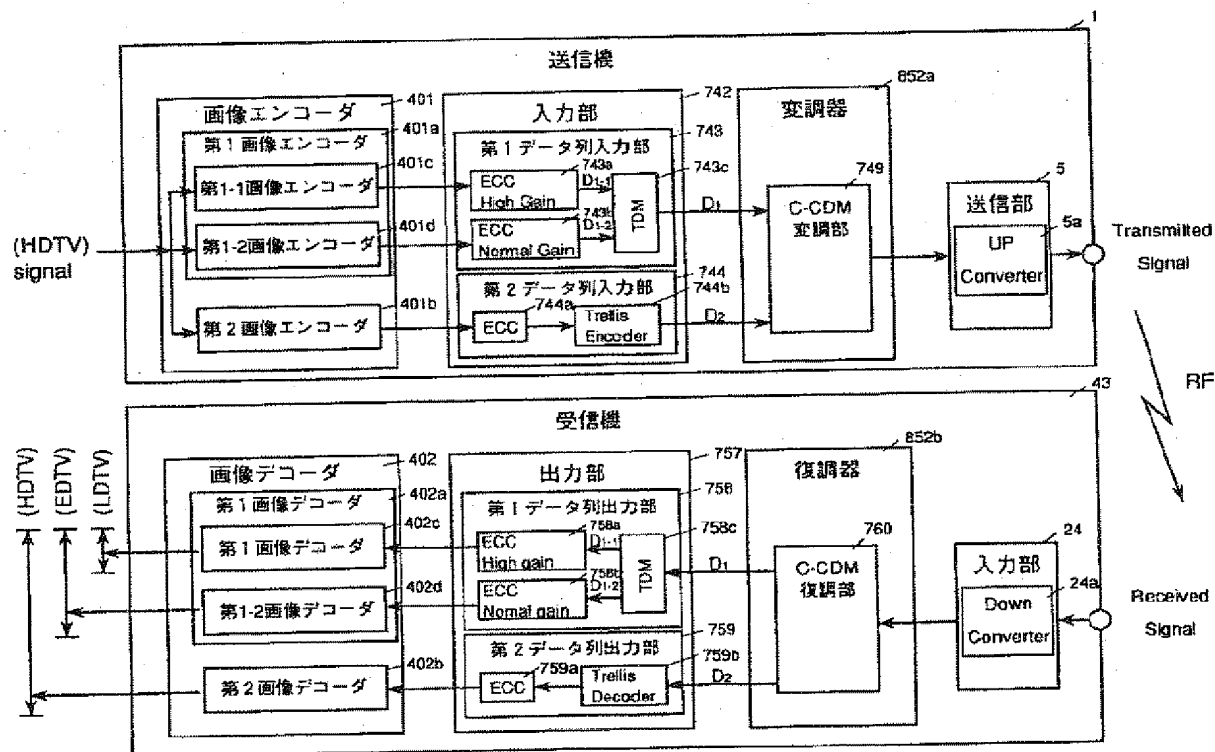 1
送信機
852a
画像エンコーダ
401
入力部
742
変調器
第1画像エンコーダ
401a
第1データ列入力部
743
401c
743a
743c
第1-1画像エンコーダ
ECC
High Gain
D1-1
TDM
D1
749
C-CDM
変調部
5
送信部
5a
UP
Converter
Transmitted
Signal
401d
743b
D1-2
第1-2画像エンコーダ
ECC
Normal Gain
(HDTV)
signal
744
第2データ列入力部
401b
744a
744b
第2画像エンコーダ
ECC
Trellis
Encoder
D2
RF
43
受信機
852b
(HDTV)
(EDTV)
(LDTV)
画像デコーダ
402
出力部
757
復調器
第1画像デコーダ
402a
第1データ列出力部
758
402c
758a
758c
第1画像デコーダ
ECC
High gain
D1-1
TDM
D1
760
C-CDM
復調部
24
入力部
24a
Down
Converter
Received
Signal
402d
758b
D1-2
第1-2画像デコーダ
ECC
Nomal gain
759
第2データ列出力部
402b
759a
759b
第2画像デコーダ
ECC
Trellis
Decoder
D2